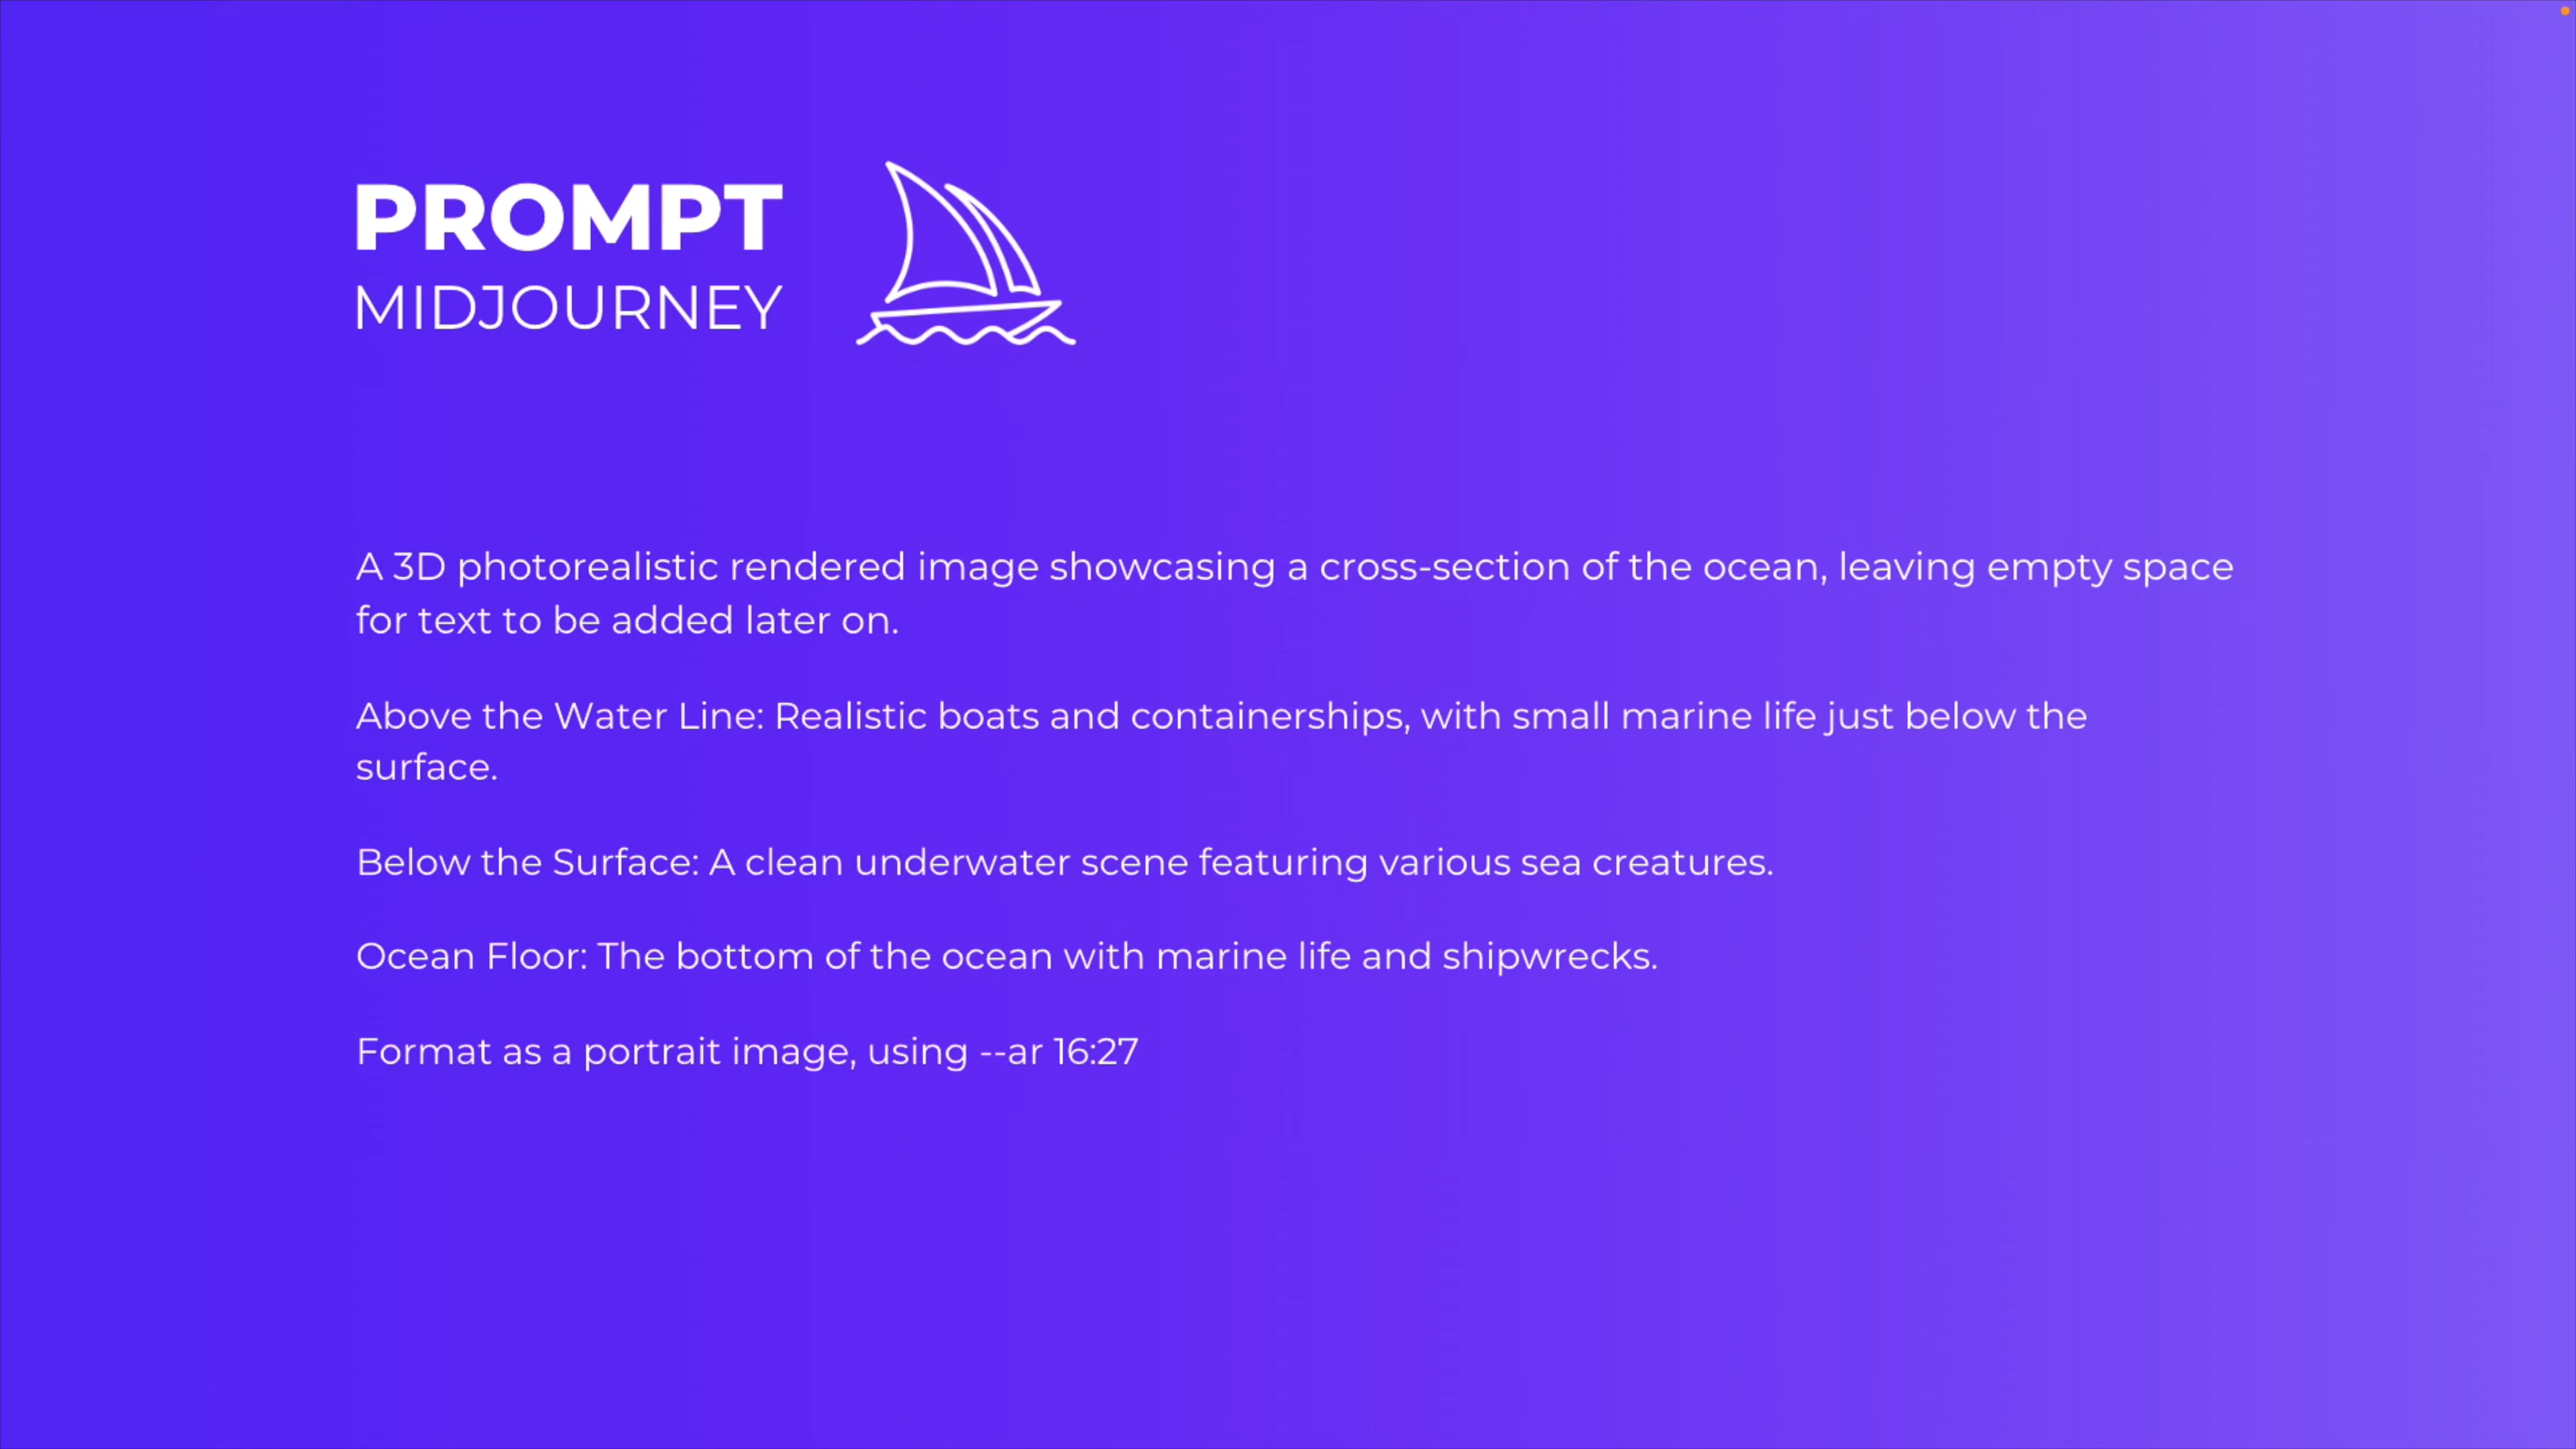 PROMPT
MIDJOURNEY
A 3D photorealistic rendered image showcasing a cross-section of the ocean, leaving empty space
for text to be added later on.
Above the Water Line: Realistic boats and containerships, with small marine life just below the
surface.
Below the Surface: A clean underwater scene featuring various sea creatures.
Ocean Floor: The bottom of the ocean with marine life and shipwrecks.
Format as a portrait image, using --ar 16:27